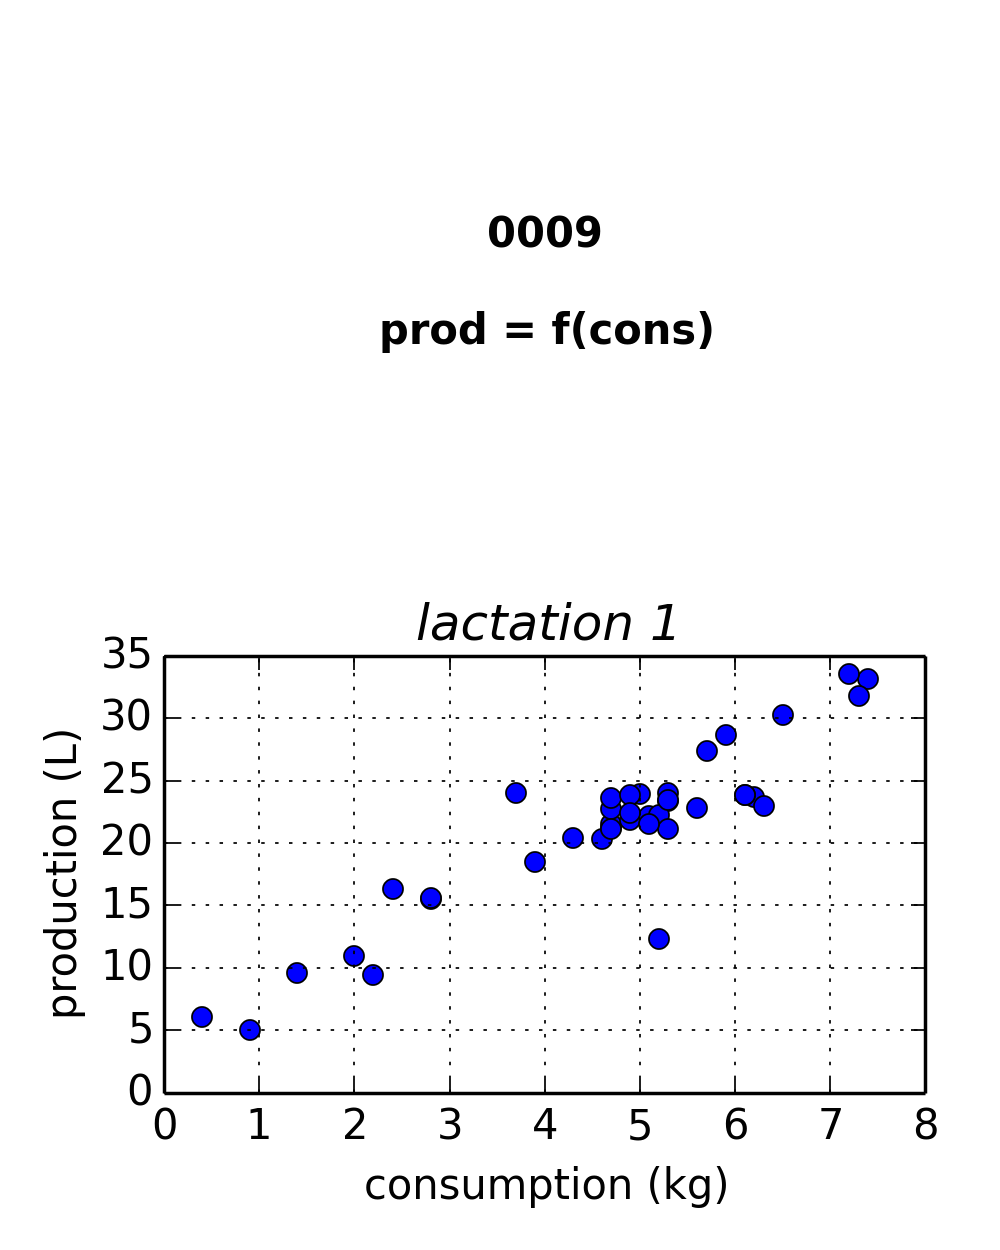 0009
prod = f(cons)
lactation 1
production (L)
35
30
25
20
15
10
5
0
0 1 2 3 4 5 6 7 8
consumption (kg)